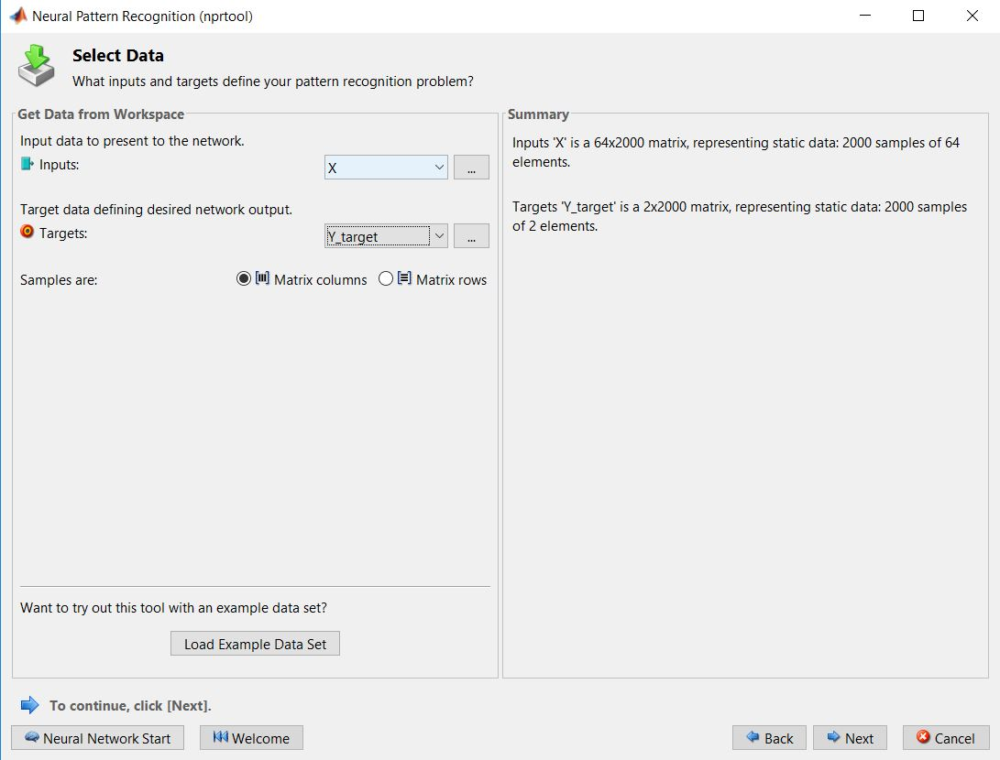 Neural Pattern Recognition (nprtool)
Select Data
What inputs and targets define your pattern recognition problem?
Get Data from Workspace
Input data to present to the network.
Inputs:
X
...
Target data defining desired network output.
Targets:
Y_target
...
Samples are:
Matrix columns
Matrix rows
Want to try out this tool with an example data set?
Load Example Data Set
Summary
Inputs 'X' is a 64x2000 matrix, representing static data: 2000 samples of 64
elements.
Targets 'Y_target' is a 2x2000 matrix, representing static data: 2000 samples
of 2 elements.
To continue, click [Next].
Neural Network Start
Welcome
Back
Next
Cancel